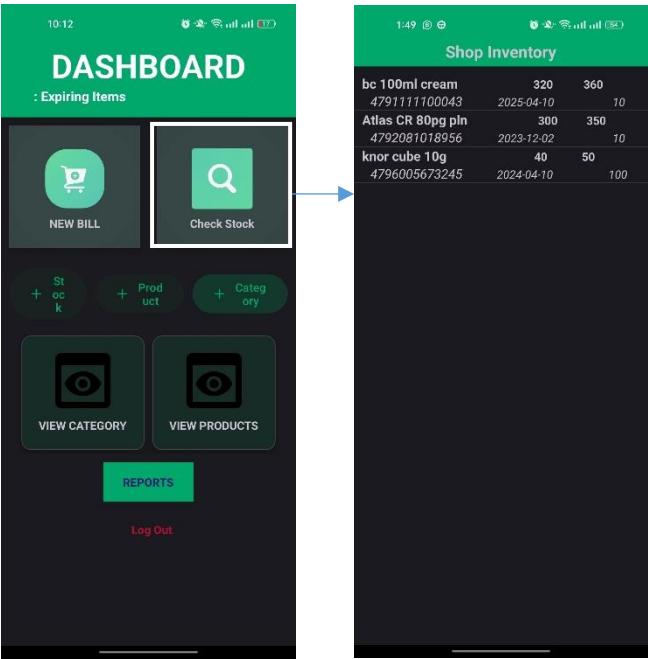 10:12
17
DASHBOARD
: Expiring Items
NEW BILL
Check Stock
+ St
oc
k
+ Prod
uct
+ Categ
ory
VIEW CATEGORY
VIEW PRODUCTS
REPORTS
Log Out
1:49
54
Shop Inventory
bc 100ml cream 320 360
4791111100043 2025-04-10 10
Atlas CR 80pg pln 300 350
4792081018956 2023-12-02 10
knor cube 10g 40 50
4796005673245 2024-04-10 100